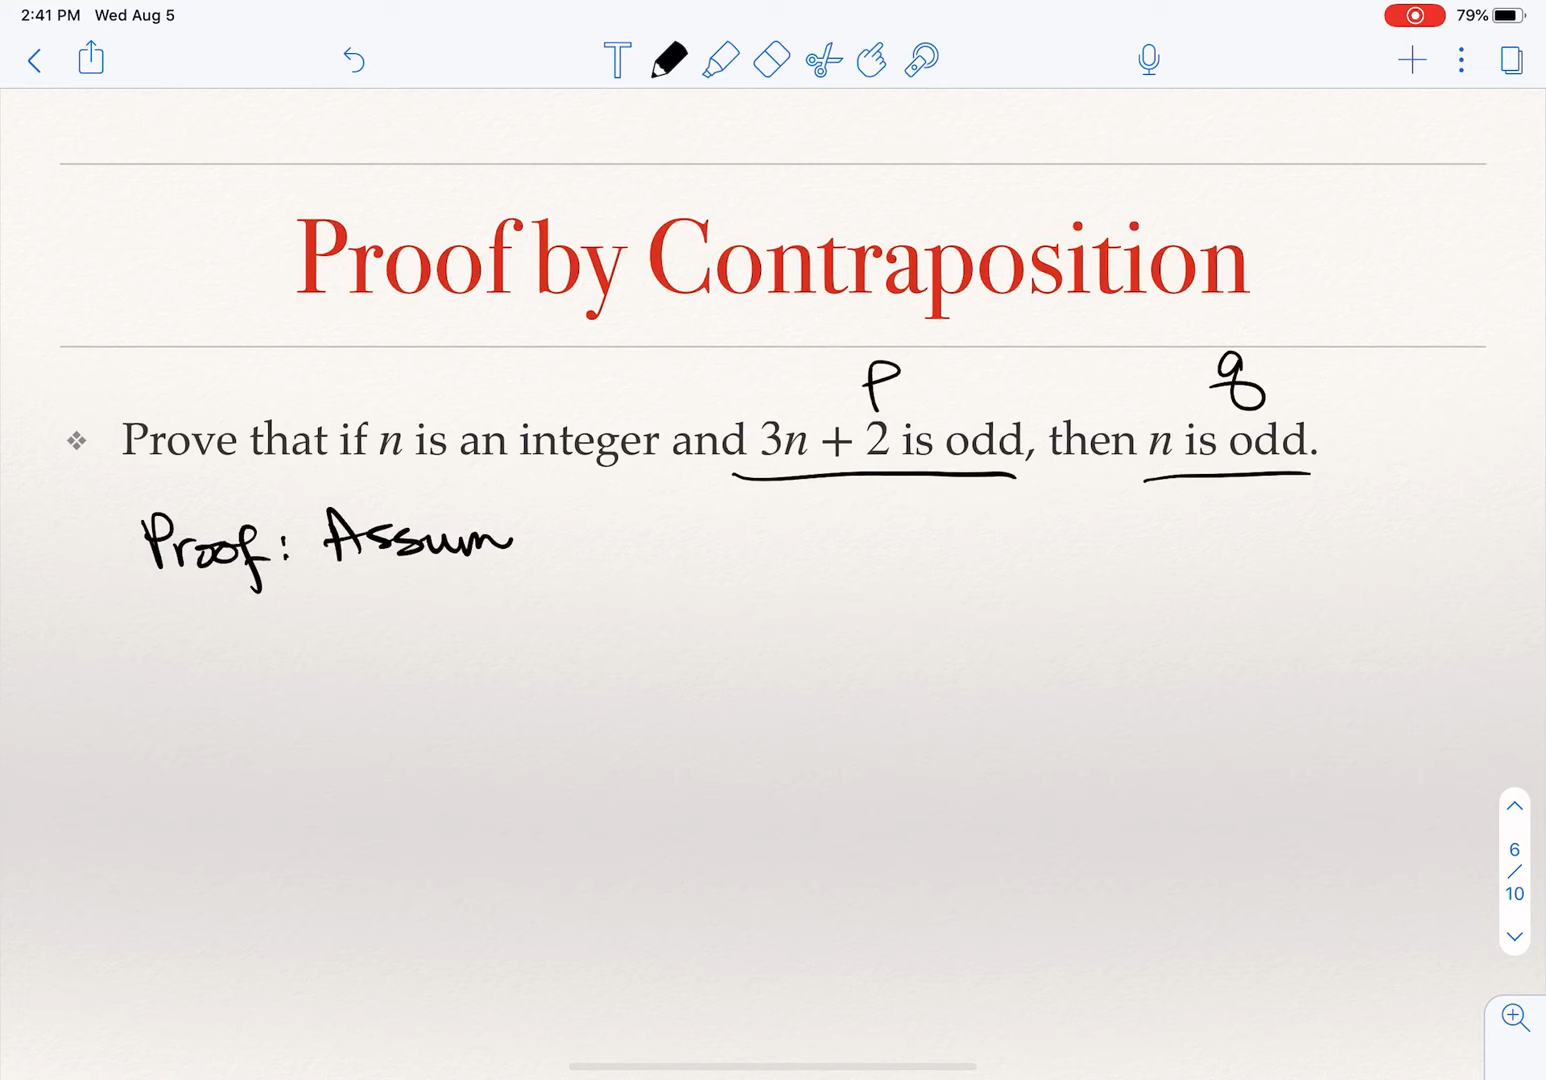 2:41 PM Wed Aug 5
79%
T
Proof by Contraposition
p q
❖ Prove that if n is an integer and 3n + 2 is odd, then n is odd.
Proof: Assum
6
/
10